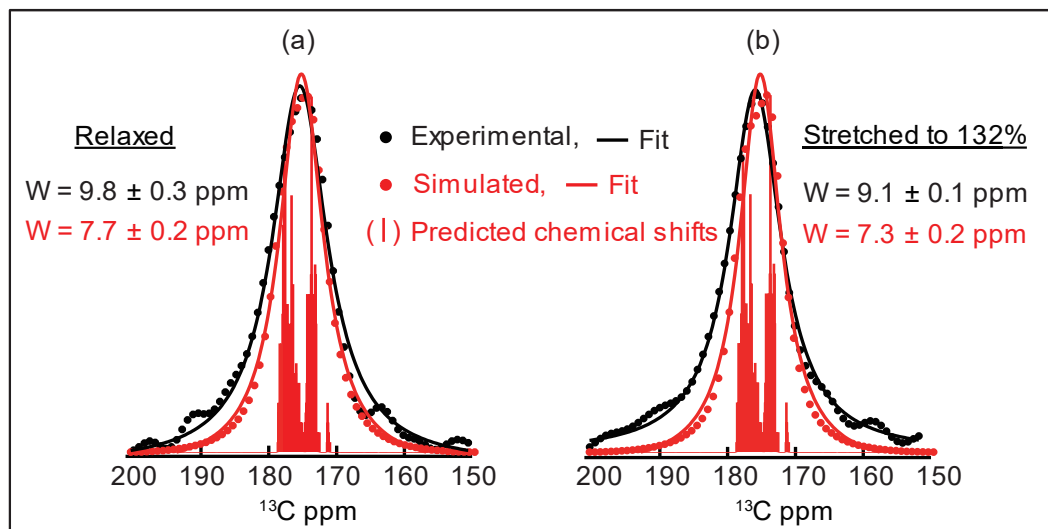 (a)
(b)
Relaxed
W = 9.8 ± 0.3 ppm
W = 7.7 ± 0.2 ppm
Experimental, — Fit
Simulated, — Fit
( | ) Predicted chemical shifts
Stretched to 132%
W = 9.1 ± 0.1 ppm
W = 7.3 ± 0.2 ppm
200 190 180 170 160 150
¹³C ppm
200 190 180 170 160 150
¹³C ppm